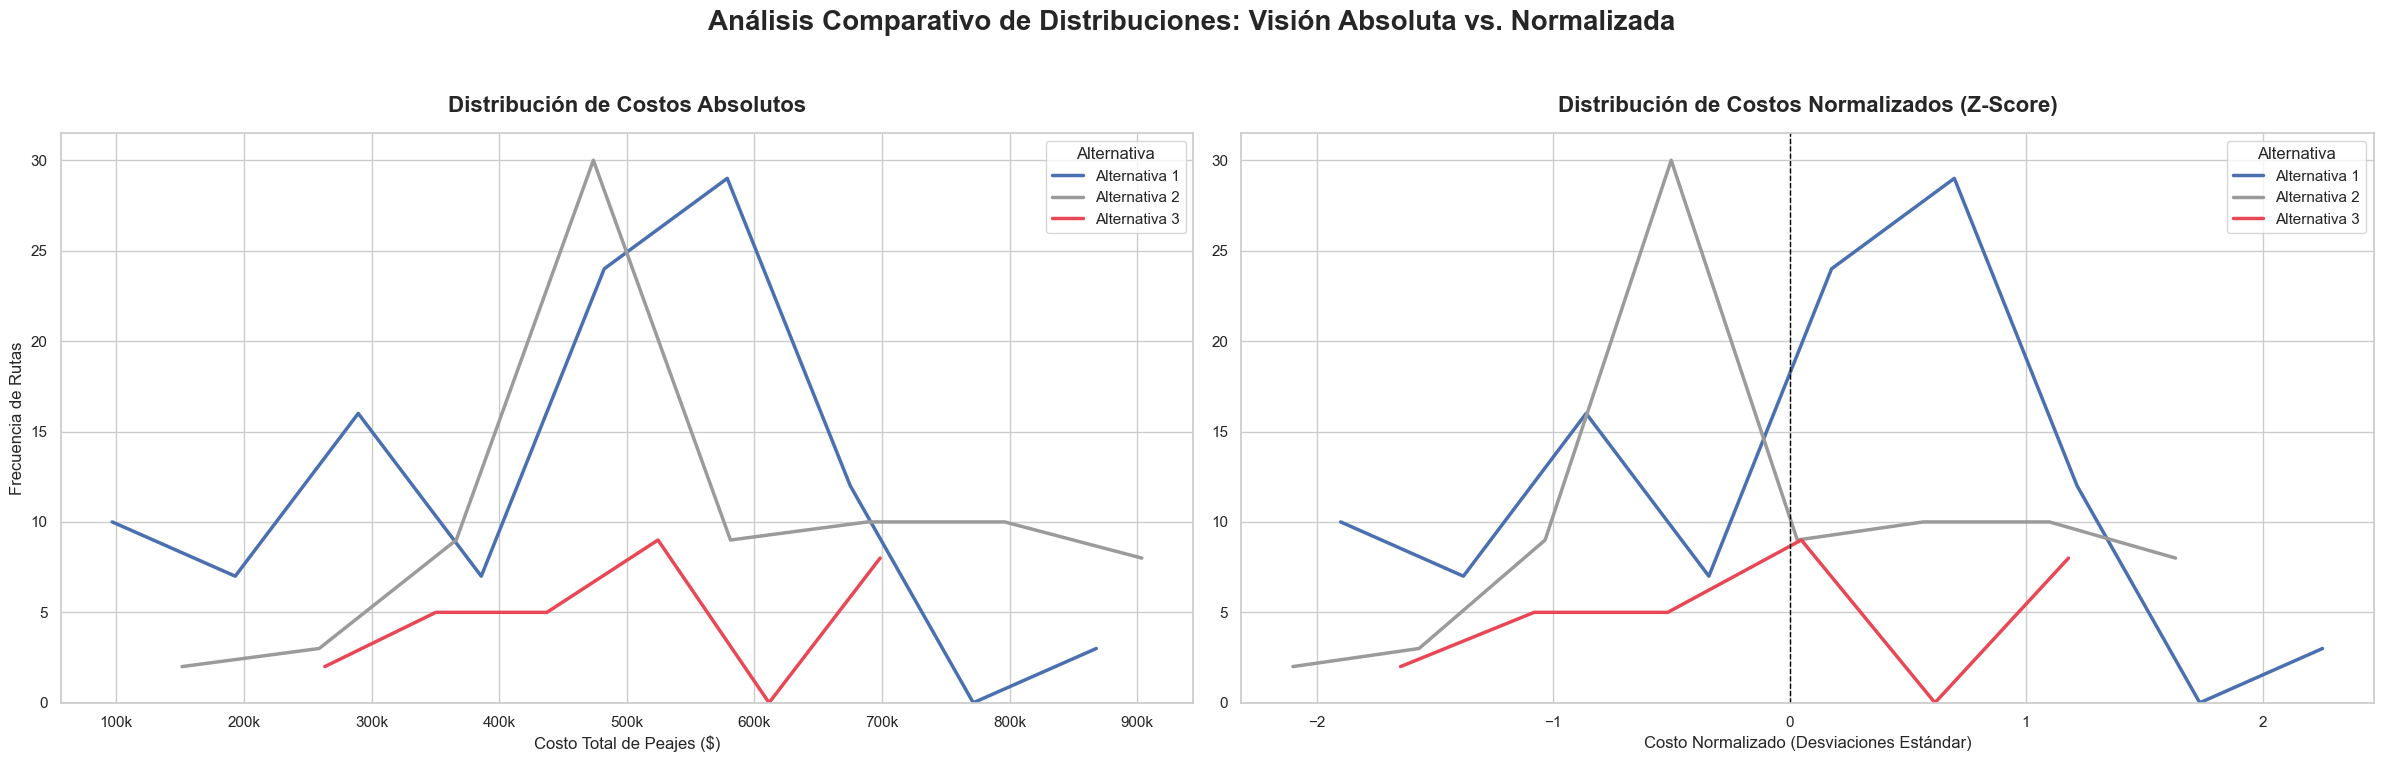 Análisis Comparativo de Distribuciones: Visión Absoluta vs. Normalizada
Distribución de Costos Absolutos
Alternativa
Alternativa 1
Alternativa 2
Alternativa 3
Frecuencia de Rutas
30
25
20
15
10
5
0
100k 200k 300k 400k 500k 600k 700k 800k 900k
Costo Total de Peajes ($)
Distribución de Costos Normalizados (Z-Score)
Alternativa
Alternativa 1
Alternativa 2
Alternativa 3
30
25
20
15
10
5
0
−2 −1 0 1 2
Costo Normalizado (Desviaciones Estándar)